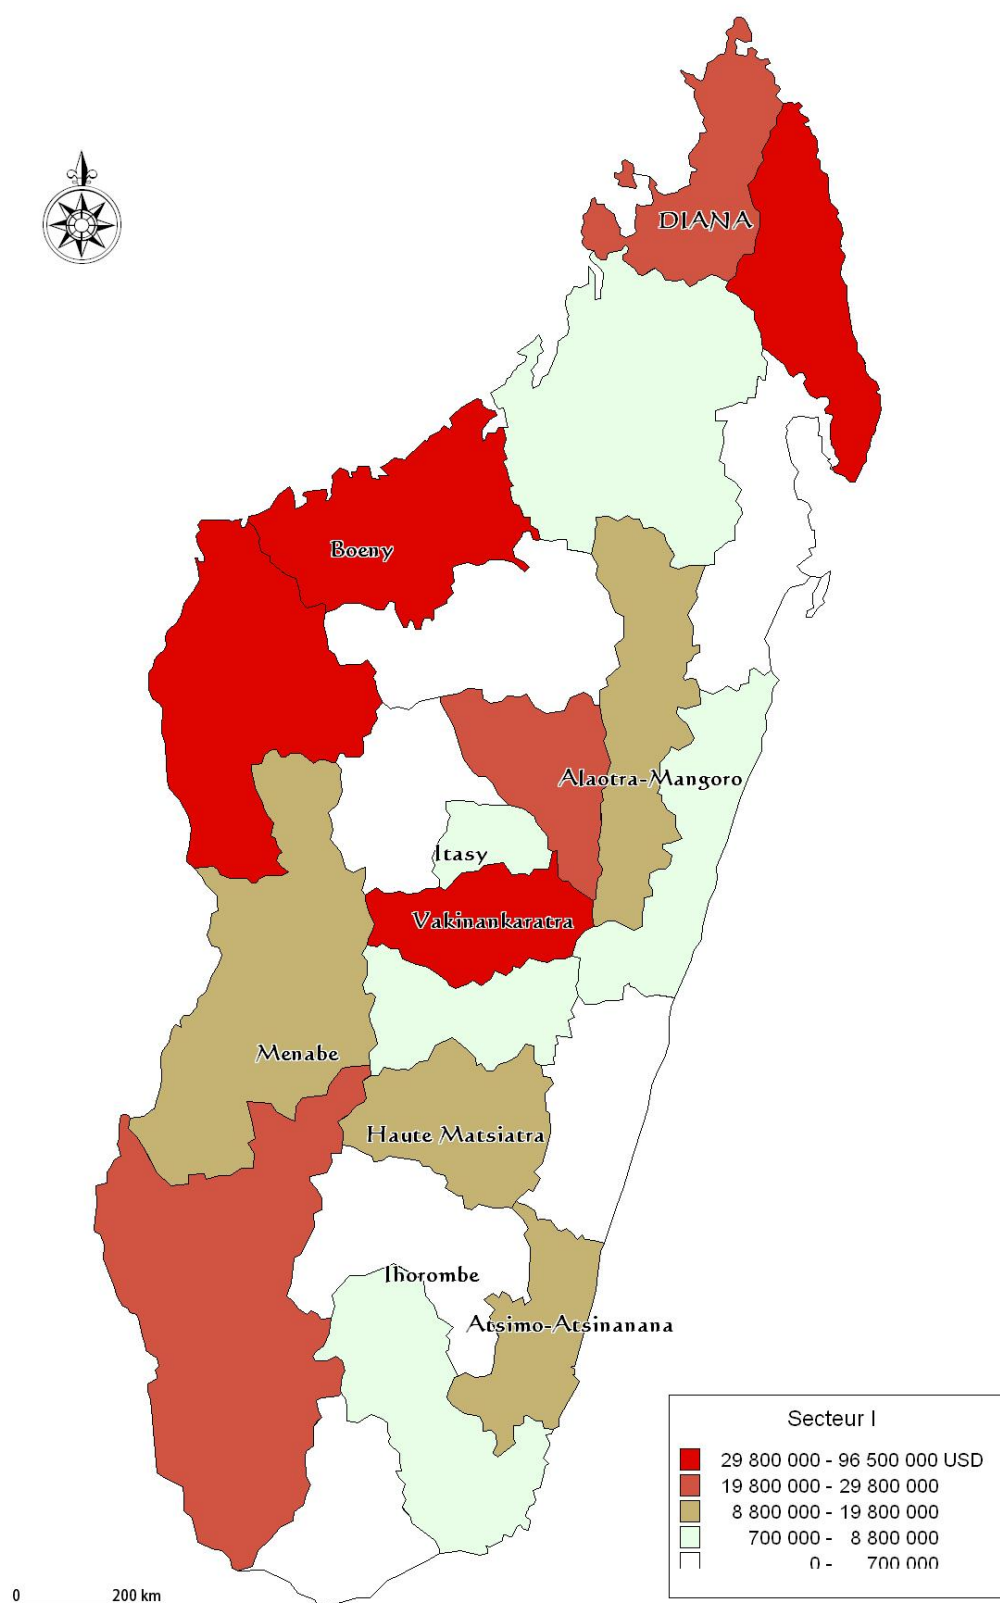 DIANA
Boeny
Alaotra-Mangoro
Itasy
Vakinankaratra
Menabe
Haute Matsiatra
Ihorombe
Atsimo-Atsinanana
Secteur I
29 800 000 - 96 500 000 USD
19 800 000 - 29 800 000
8 800 000 - 19 800 000
700 000 - 8 800 000
0 - 700 000
0 200 km